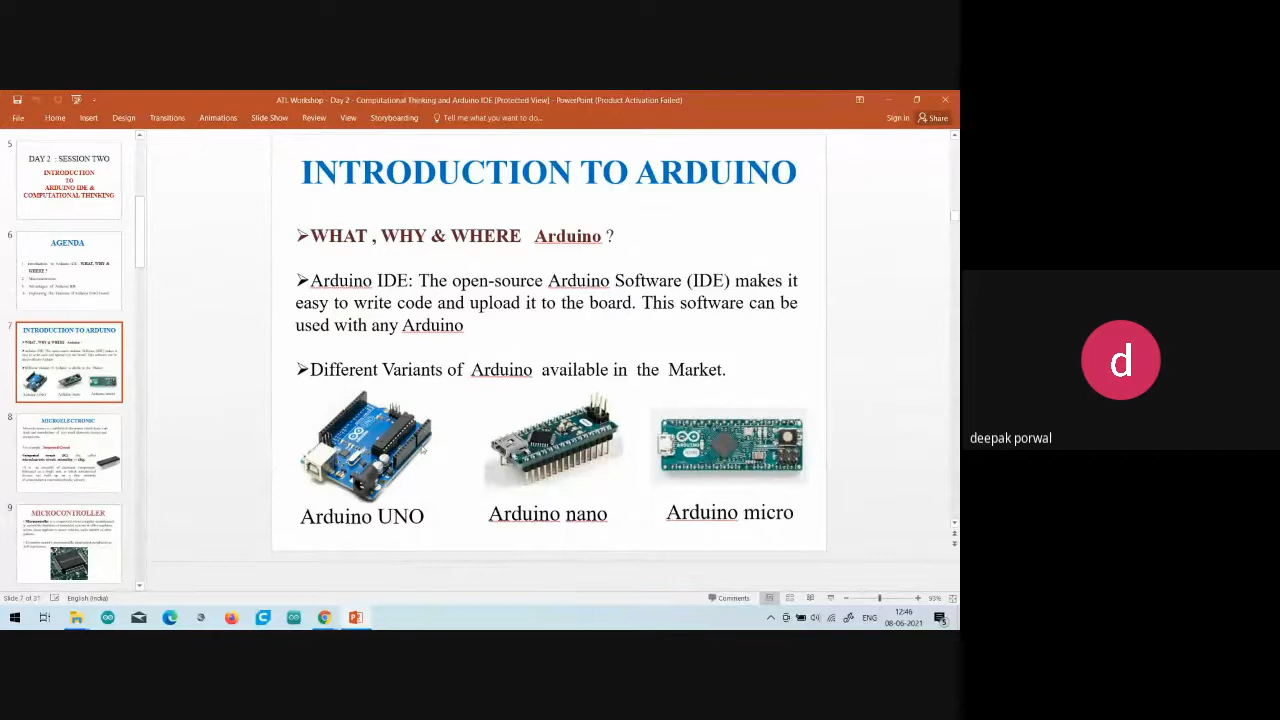 ATL Workshop - Day 2 - Computational Thinking and Arduino IDE [Protected View] - PowerPoint (Product Activation Failed)
File Home Insert Design Transitions Animations Slide Show Review View Storyboarding Tell me what you want to do... Sign in Share
5
DAY 2 : SESSION TWO
INTRODUCTION
TO
ARDUINO IDE &
COMPUTATIONAL THINKING
6
AGENDA
7
INTRODUCTION TO ARDUINO
8
MICROELECTRONIC
9
MICROCONTROLLER
INTRODUCTION TO ARDUINO
➢WHAT , WHY & WHERE Arduino ?
➢Arduino IDE: The open-source Arduino Software (IDE) makes it
easy to write code and upload it to the board. This software can be
used with any Arduino
➢Different Variants of Arduino available in the Market.
Arduino UNO Arduino nano Arduino micro
Slide 7 of 31 English (India) Comments 93%
ENG 12:46
08-06-2021
d
deepak porwal